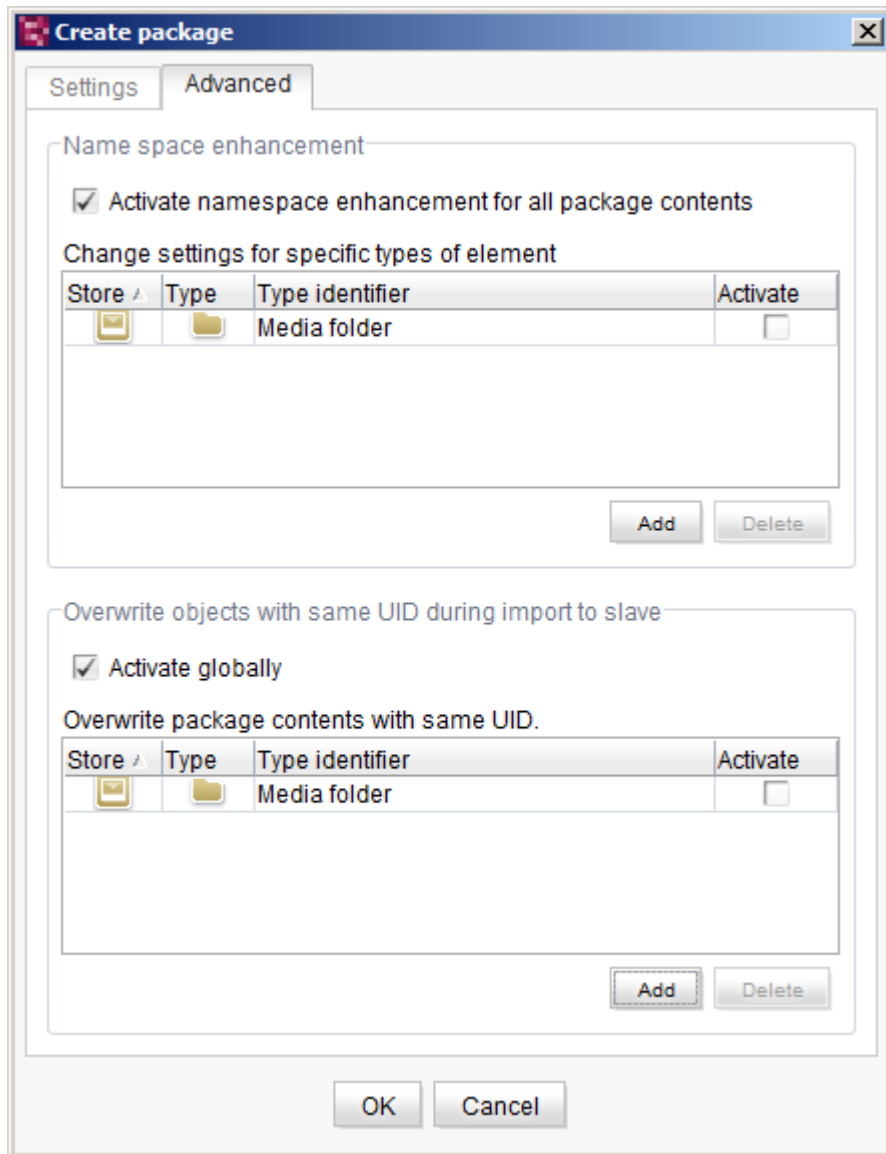 Create package
Settings Advanced
Name space enhancement
Activate namespace enhancement for all package contents
Change settings for specific types of element
Store Type Type identifier Activate
Media folder
Add Delete
Overwrite objects with same UID during import to slave
Activate globally
Overwrite package contents with same UID.
Store Type Type identifier Activate
Media folder
Add Delete
OK Cancel